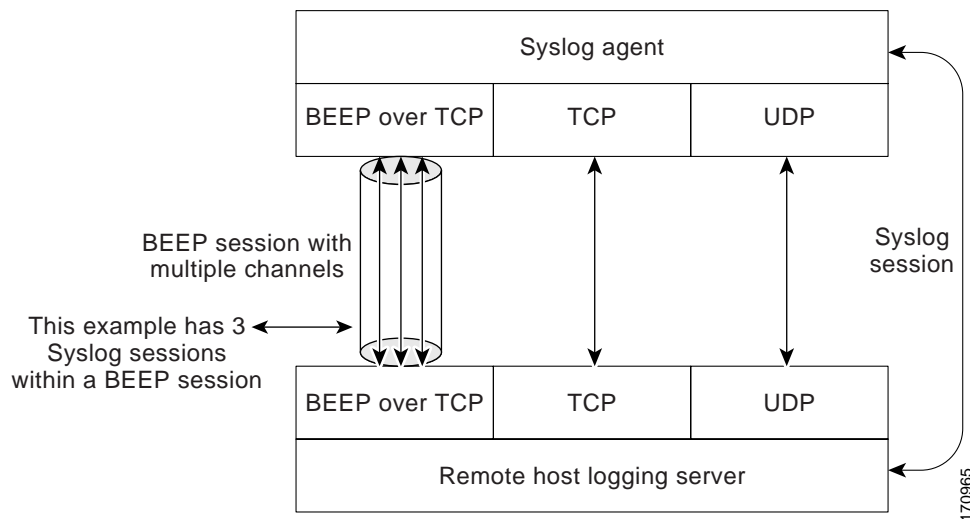 Syslog agent
BEEP over TCP
TCP
UDP
BEEP session with
multiple channels
Syslog
session
This example has 3
Syslog sessions
within a BEEP session
BEEP over TCP
TCP
UDP
Remote host logging server
170965